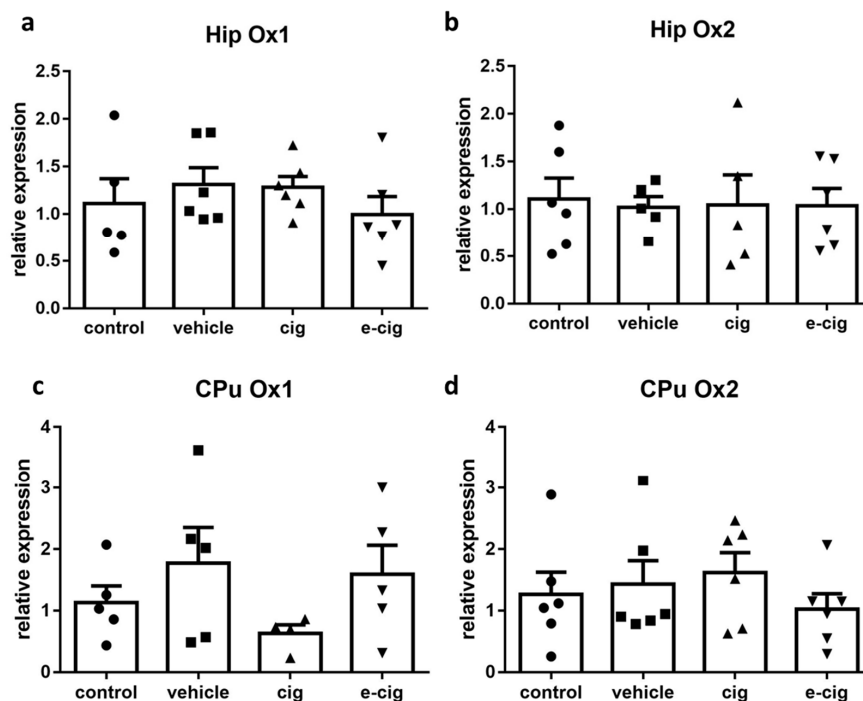 a
Hip Ox1
relative expression
2.5
2.0
1.5
1.0
0.5
0.0
control vehicle cig e-cig
b
Hip Ox2
relative expression
2.5
2.0
1.5
1.0
0.5
0.0
control vehicle cig e-cig
c
CPu Ox1
relative expression
4
3
2
1
0
control vehicle cig e-cig
d
CPu Ox2
relative expression
4
3
2
1
0
control vehicle cig e-cig